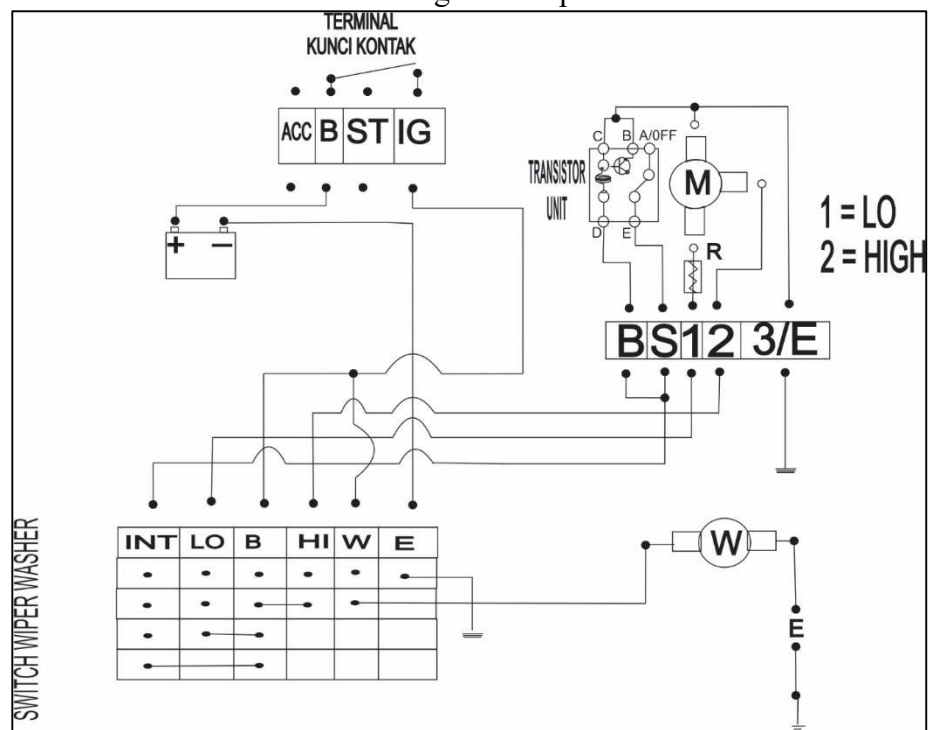 TERMINAL
KUNCI KONTAK
ACC B ST IG
+ −
C B A/0FF
TRANSISTOR
UNIT
D E
M
R
1 = LO
2 = HIGH
B S 1 2 3/E
SWITCH WIPER WASHER
INT LO B HI W E
W
E